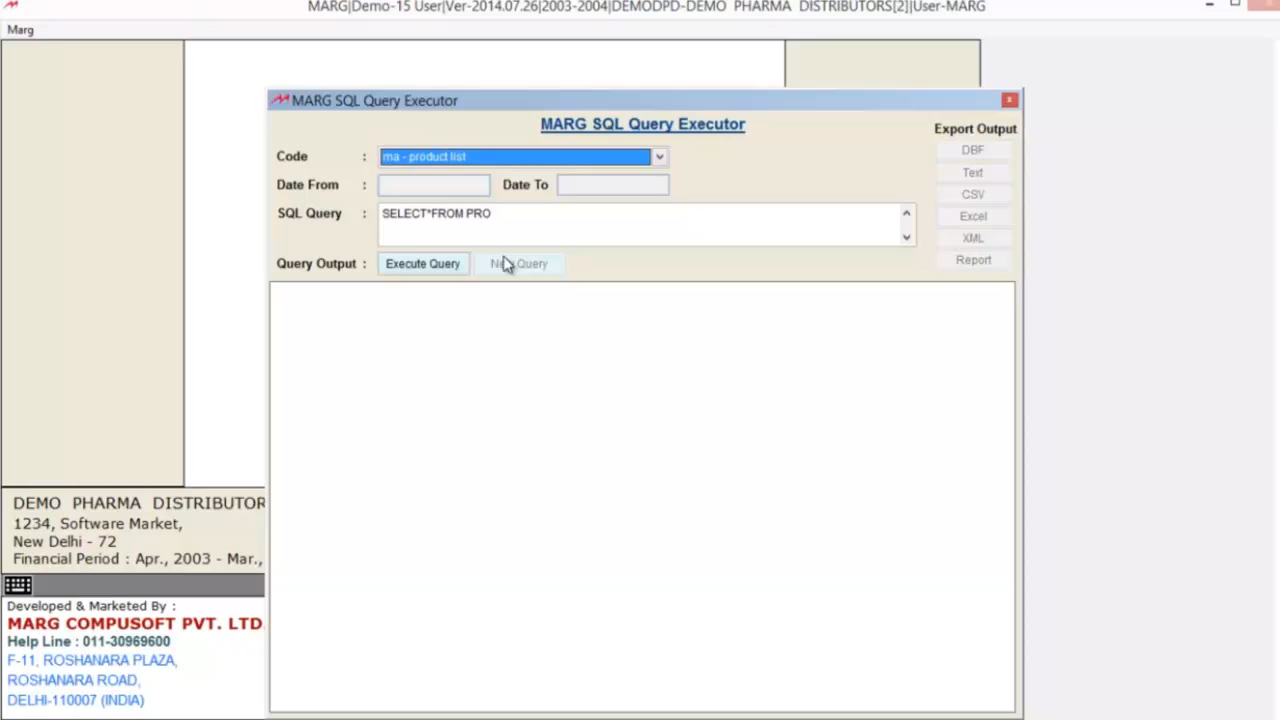 MARG|Demo-15 User|Ver-2014.07.26|2003-2004|DEMODPD-DEMO PHARMA DISTRIBUTORS[2]|User-MARG
Marg
MARG SQL Query Executor
x
MARG SQL Query Executor
Export Output
Code : ma - product list
DBF
Text
Date From : Date To
CSV
SQL Query : SELECT*FROM PRO
Excel
XML
Query Output : Execute Query Query
Report
DEMO PHARMA DISTRIBUTOR
1234, Software Market,
New Delhi - 72
Financial Period : Apr., 2003 - Mar.,
Developed & Marketed By :
MARG COMPUSOFT PVT. LTD.
Help Line : 011-30969600
F-11, ROSHANARA PLAZA,
ROSHANARA ROAD,
DELHI-110007 (INDIA)